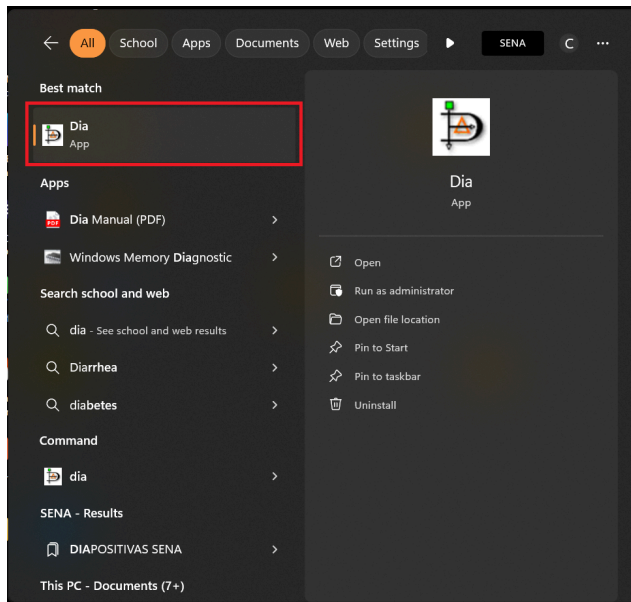 All School Apps Documents Web Settings SENA C
Best match
Dia
App
Apps
Dia Manual (PDF)
Windows Memory Diagnostic
Search school and web
dia - See school and web results
Diarrhea
diabetes
Command
dia
SENA - Results
DIAPOSITIVAS SENA
This PC - Documents (7+)
Dia
App
Open
Run as administrator
Open file location
Pin to Start
Pin to taskbar
Uninstall